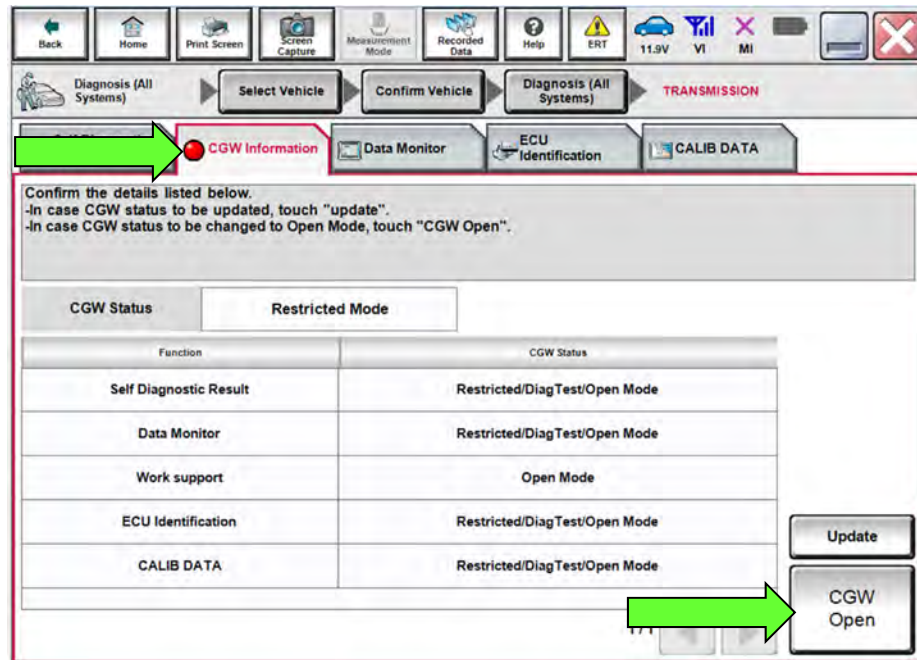 Back
Home
Print Screen
Screen
Capture
Measurement
Mode
Recorded
Data
Help
ERT
11.9V
VI
MI
Diagnosis (All
Systems)
Select Vehicle
Confirm Vehicle
Diagnosis (All
Systems)
TRANSMISSION
CGW Information
Data Monitor
ECU
Identification
CALIB DATA
Confirm the details listed below.
-In case CGW status to be updated, touch "update".
-In case CGW status to be changed to Open Mode, touch "CGW Open".
CGW Status
Restricted Mode
Function
CGW Status
Self Diagnostic Result
Restricted/DiagTest/Open Mode
Data Monitor
Restricted/DiagTest/Open Mode
Work support
Open Mode
ECU Identification
Restricted/DiagTest/Open Mode
CALIB DATA
Restricted/DiagTest/Open Mode
Update
CGW
Open